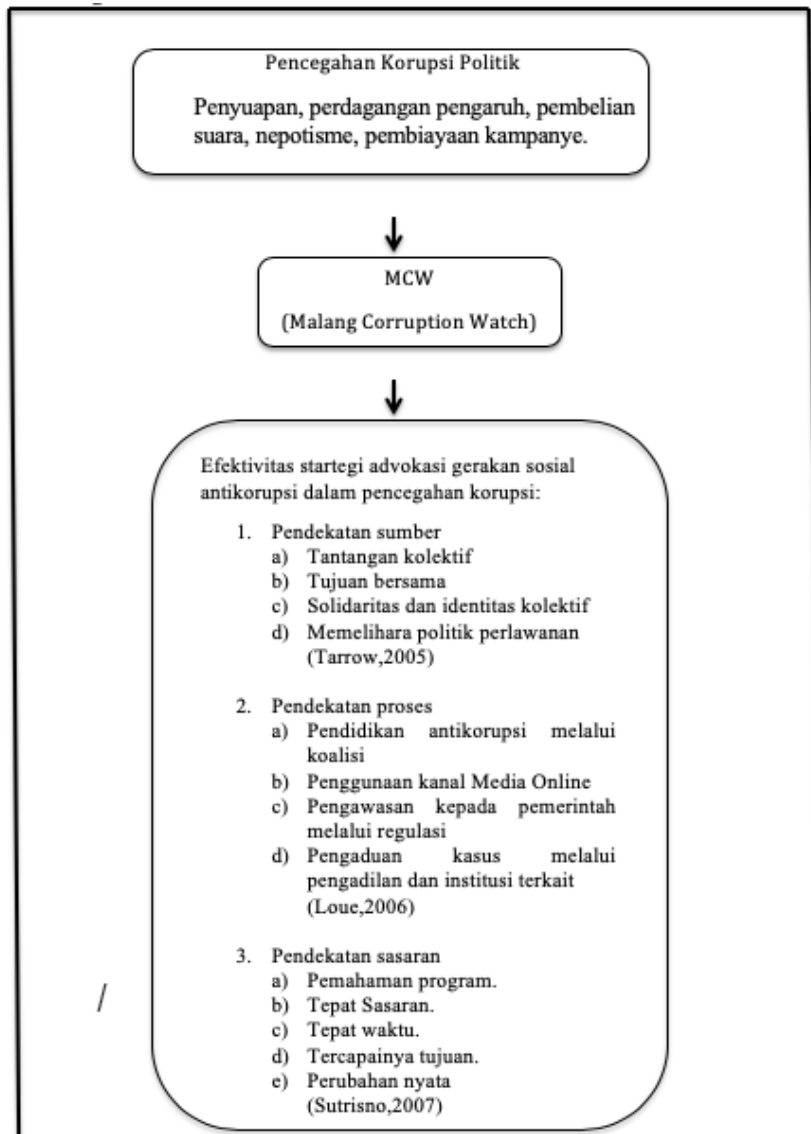 Pencegahan Korupsi Politik
Penyuapan, perdagangan pengaruh, pembelian
suara, nepotisme, pembiayaan kampanye.
MCW
(Malang Corruption Watch)
Efektivitas startegi advokasi gerakan sosial
antikorupsi dalam pencegahan korupsi:
1. Pendekatan sumber
a) Tantangan kolektif
b) Tujuan bersama
c) Solidaritas dan identitas kolektif
d) Memelihara politik perlawanan
(Tarrow,2005)
2. Pendekatan proses
a) Pendidikan antikorupsi melalui
koalisi
b) Penggunaan kanal Media Online
c) Pengawasan kepada pemerintah
melalui regulasi
d) Pengaduan kasus melalui
pengadilan dan institusi terkait
(Loue,2006)
3. Pendekatan sasaran
a) Pemahaman program.
/
b) Tepat Sasaran.
c) Tepat waktu.
d) Tercapainya tujuan.
e) Perubahan nyata
(Sutrisno,2007)